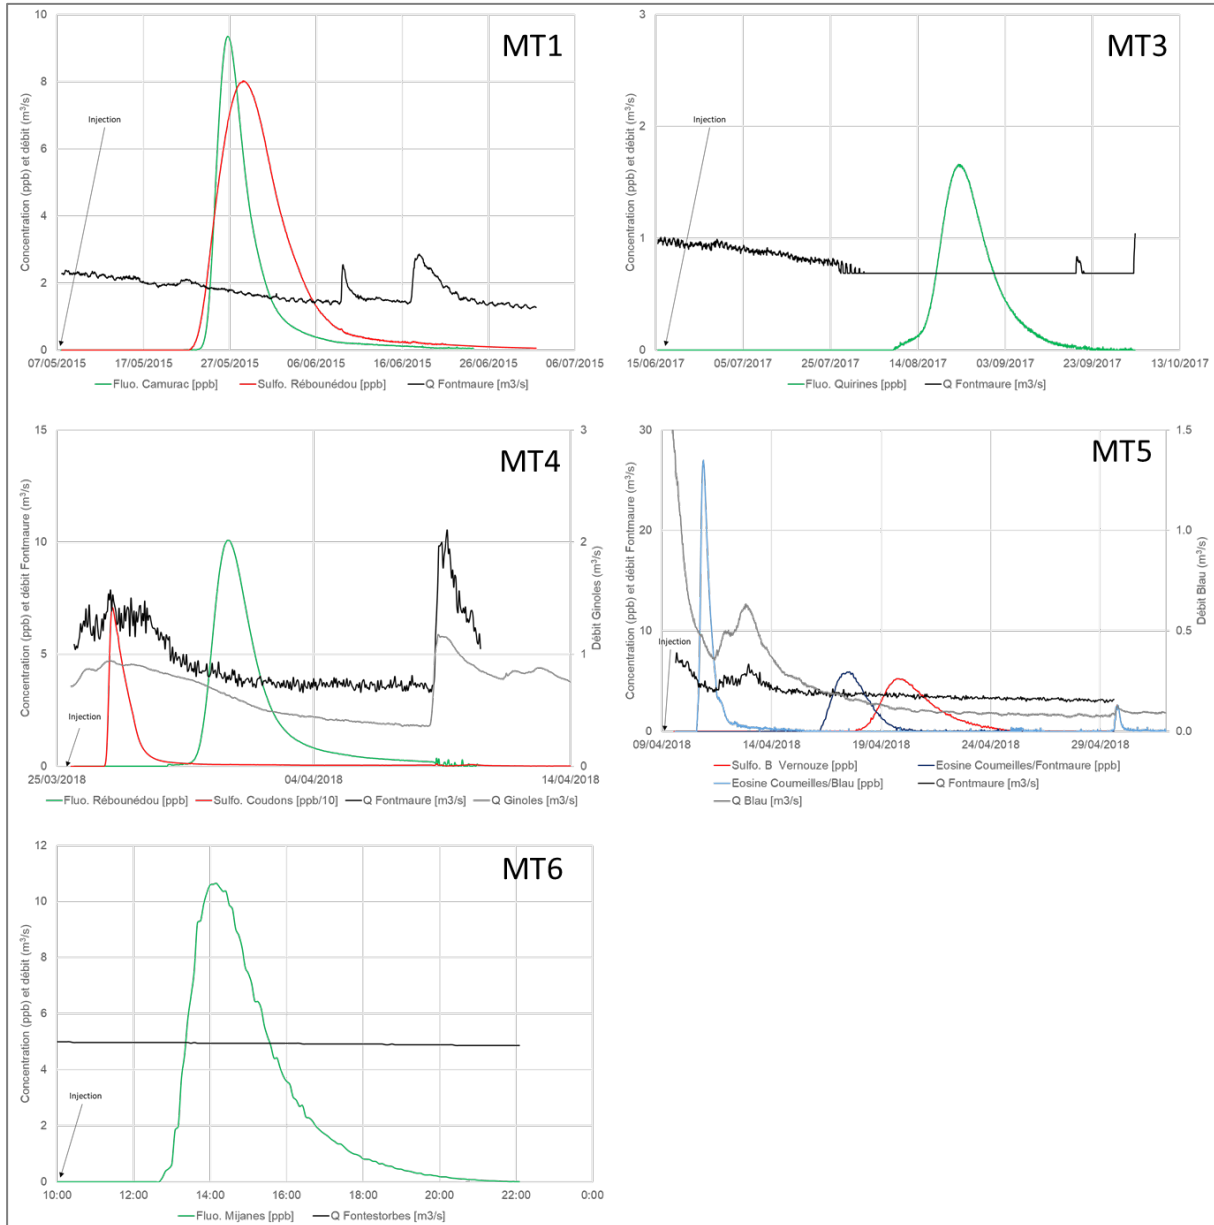 MT1
Concentration (ppb) et débit (m³/s)
10
8
6
4
2
0
Injection
07/05/2015 17/05/2015 27/05/2015 06/06/2015 16/06/2015 26/06/2015 06/07/2015
Fluo. Camurac [ppb] Sulfo. Rébounédou [ppb] Q Fontmaure [m3/s]
MT3
Concentration (ppb) et débit (m³/s)
3
2
1
0
Injection
15/06/2017 05/07/2017 25/07/2017 14/08/2017 03/09/2017 23/09/2017 13/10/2017
Fluo. Quirines [ppb] Q Fontmaure [m3/s]
MT4
Concentration (ppb) et débit Fontmaure (m³/s)
15
10
5
0
Débit Ginoles (m³/s)
3
2
1
0
Injection
25/03/2018 04/04/2018 14/04/2018
Fluo. Rébounédou [ppb] Sulfo. Coudons [ppb/10] Q Fontmaure [m3/s] Q Ginoles [m3/s]
MT5
Concentration (ppb) et débit Fontmaure (m³/s)
30
20
10
0
Débit Blau (m³/s)
1.5
1.0
0.5
0.0
Injection
09/04/2018 14/04/2018 19/04/2018 24/04/2018 29/04/2018
Sulfo. B Vernouze [ppb] Eosine Coumeilles/Fontmaure [ppb]
Eosine Coumeilles/Blau [ppb] Q Fontmaure [m3/s]
Q Blau [m3/s]
MT6
Concentration (ppb) et débit (m³/s)
12
10
8
6
4
2
0
Injection
10:00 12:00 14:00 16:00 18:00 20:00 22:00 0:00
Fluo. Mijanes [ppb] Q Fontestorbes [m3/s]